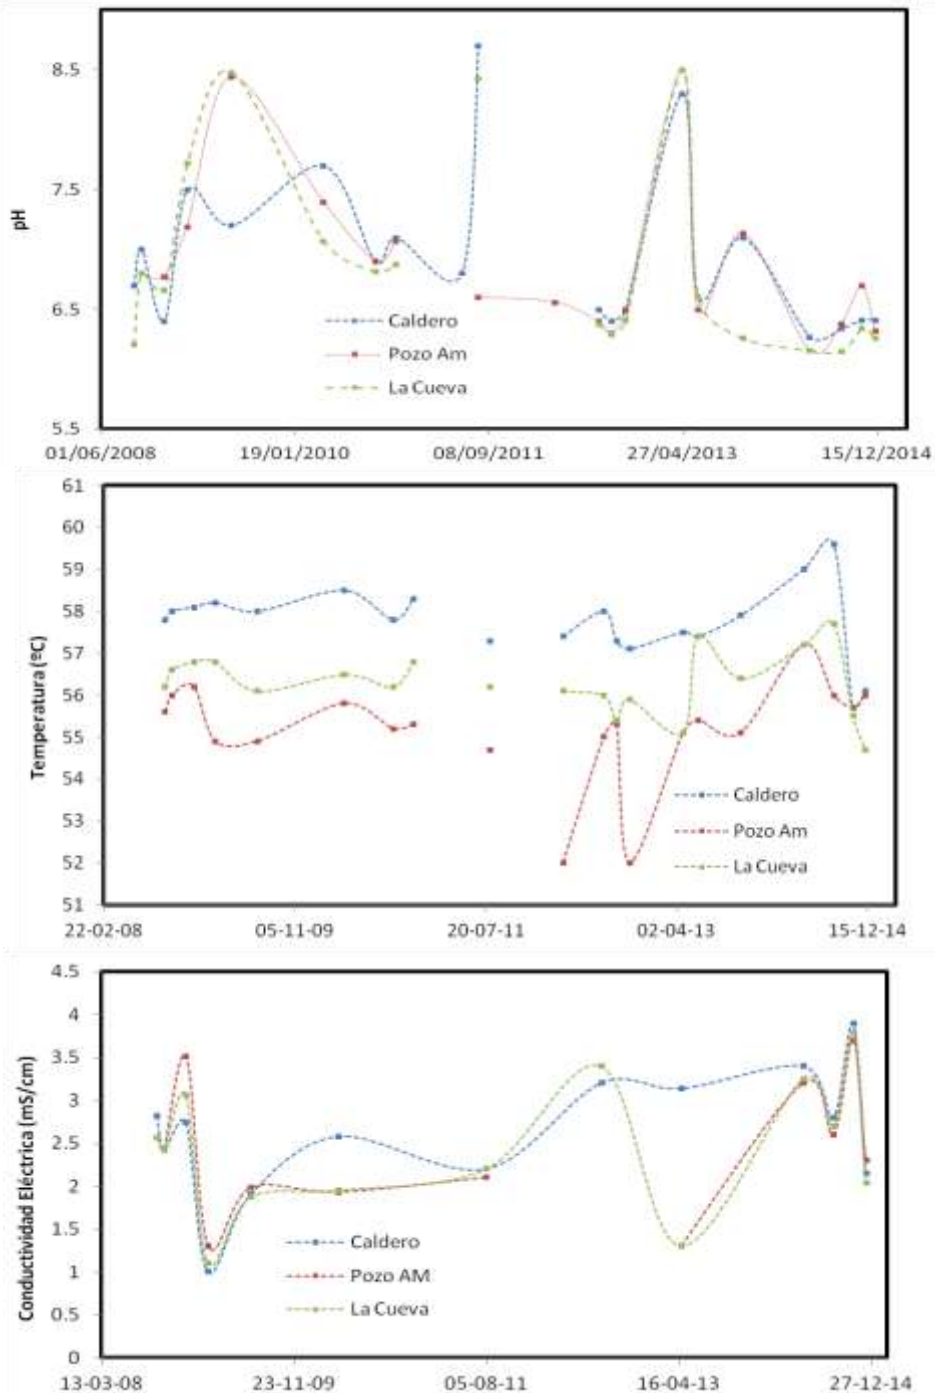 8.5
7.5
6.5
5.5
pH
Caldero
Pozo Am
La Cueva
01/06/2008 19/01/2010 08/09/2011 27/04/2013 15/12/2014
61
60
59
58
57
56
55
54
53
52
51
Temperatura (ºC)
Caldero
Pozo Am
La Cueva
22-02-08 05-11-09 20-07-11 02-04-13 15-12-14
4.5
4
3.5
3
2.5
2
1.5
1
0.5
0
Conductividad Eléctrica (mS/cm)
Caldero
Pozo AM
La Cueva
13-03-08 23-11-09 05-08-11 16-04-13 27-12-14